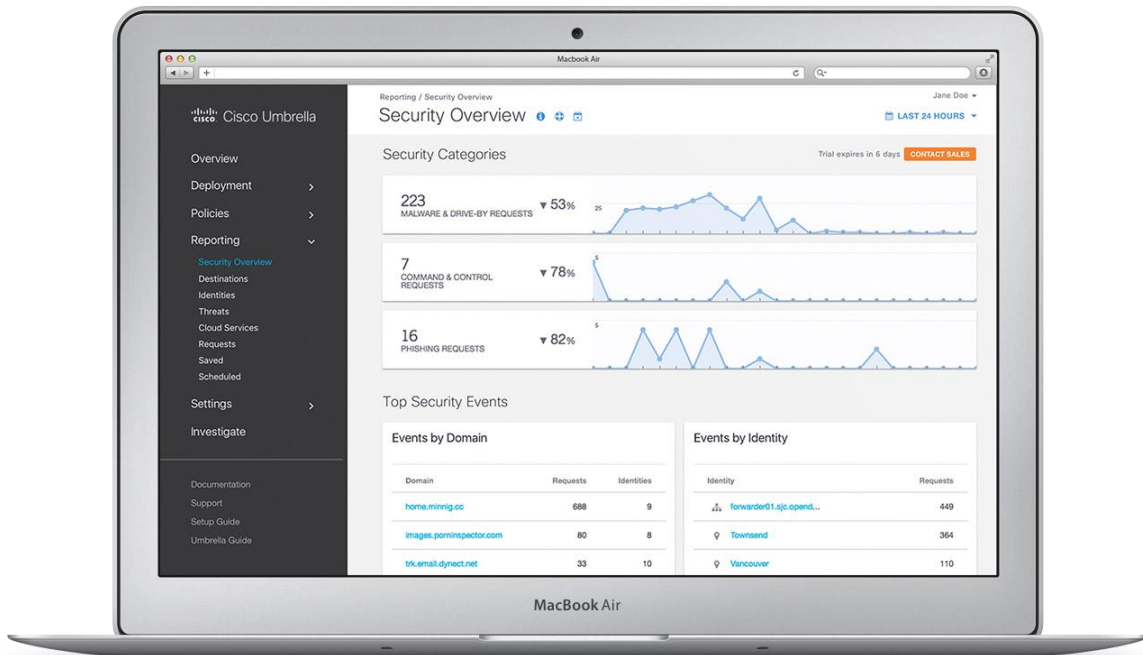 Macbook Air
cisco Cisco Umbrella
Overview
Deployment
Policies
Reporting
Security Overview
Destinations
Identities
Threats
Cloud Services
Requests
Saved
Scheduled
Settings
Investigate
Documentation
Support
Setup Guide
Umbrella Guide
Reporting / Security Overview
Jane Doe
Security Overview
LAST 24 HOURS
Security Categories
Trial expires in 6 days CONTACT SALES
223
MALWARE & DRIVE-BY REQUESTS
53%
25
7
COMMAND & CONTROL
REQUESTS
78%
5
16
PHISHING REQUESTS
82%
5
Top Security Events
Events by Domain
Domain Requests Identities
home.minnig.cc 688 9
images.porninspector.com 80 8
trk.email.dynect.net 33 10
Events by Identity
Identity Requests
forwarder01.sjc.opend... 449
Townsend 364
Vancouver 110
MacBook Air